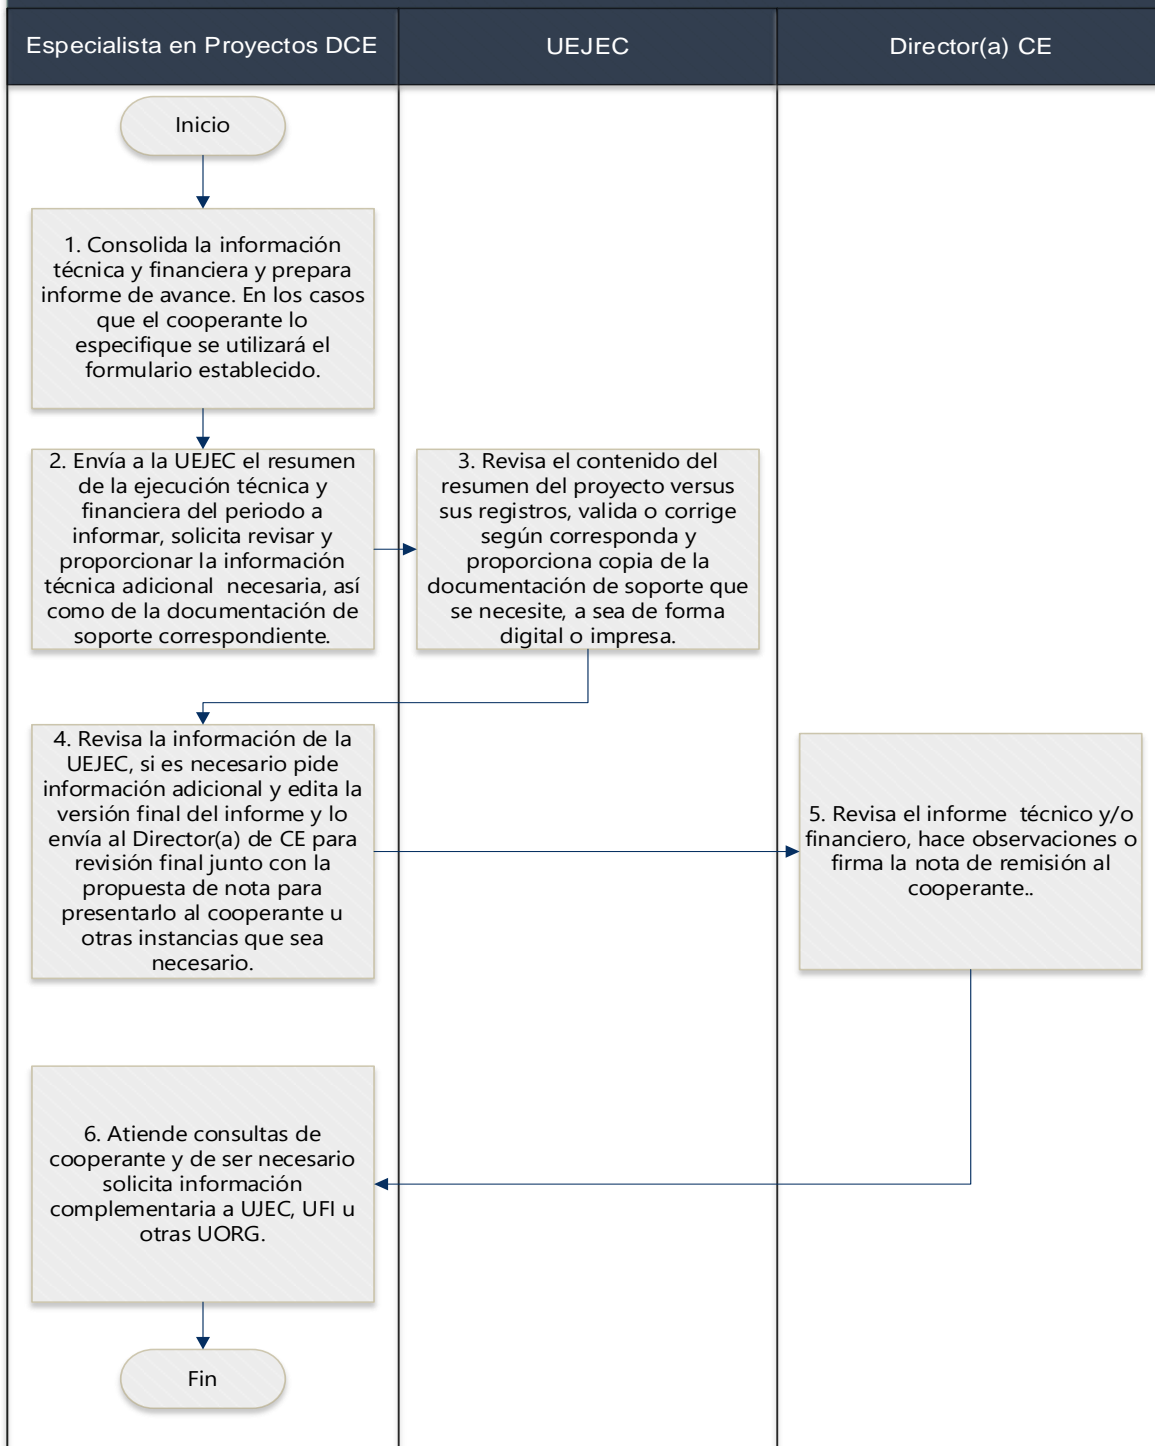 Especialista en Proyectos DCE
UEJEC
Director(a) CE
Inicio
1. Consolida la información
técnica y financiera y prepara
informe de avance. En los casos
que el cooperante lo
especifique se utilizará el
formulario establecido.
2. Envía a la UEJEC el resumen
de la ejecución técnica y
financiera del periodo a
informar, solicita revisar y
proporcionar la información
técnica adicional  necesaria, así
como de la documentación de
soporte correspondiente.
3. Revisa el contenido del
resumen del proyecto versus
sus registros, valida o corrige
según corresponda y
proporciona copia de la
documentación de soporte que
se necesite, a sea de forma
digital o impresa.
4. Revisa la información de la
UEJEC, si es necesario pide
información adicional y edita la
versión final del informe y lo
envía al Director(a) de CE para
revisión final junto con la
propuesta de nota para
presentarlo al cooperante u
otras instancias que sea
necesario.
5. Revisa el informe  técnico y/o
financiero, hace observaciones o
firma la nota de remisión al
cooperante..
6. Atiende consultas de
cooperante y de ser necesario
solicita información
complementaria a UJEC, UFI u
otras UORG.
Fin